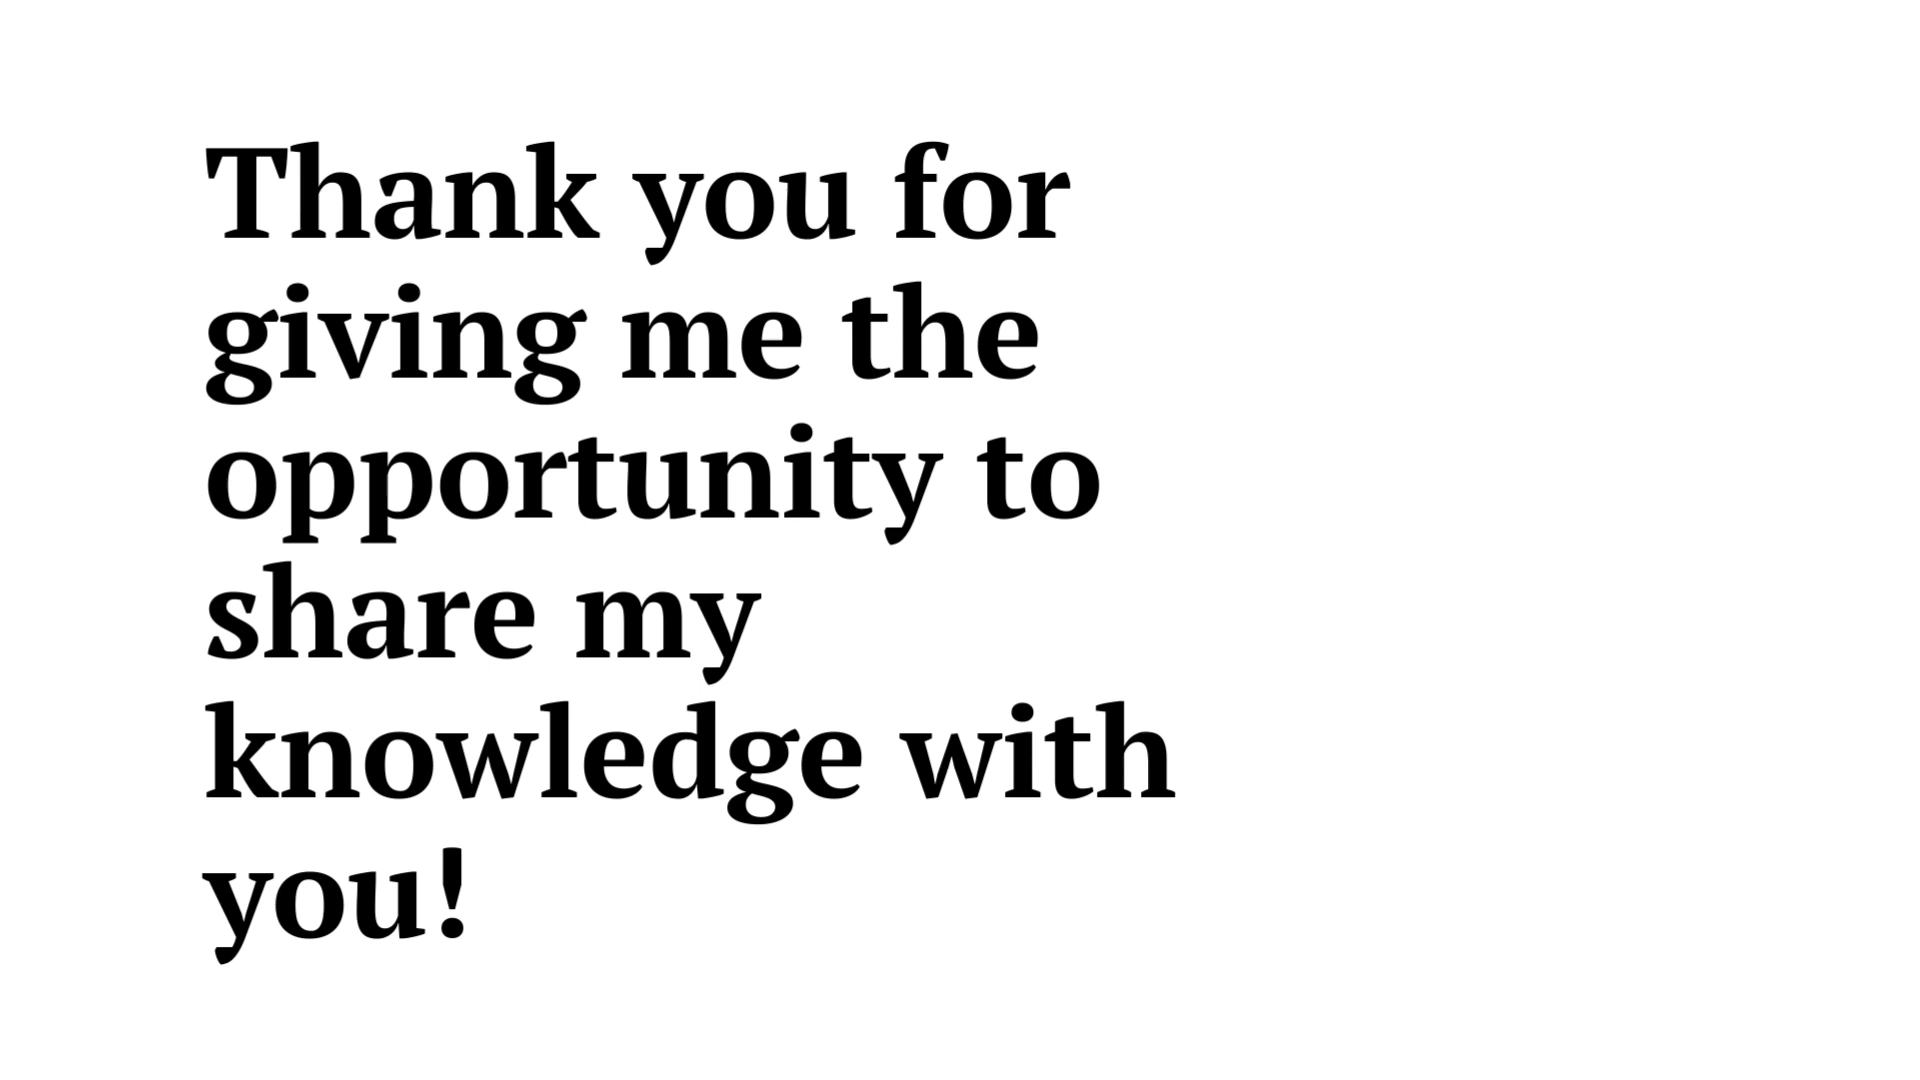 Thank you for
giving me the
opportunity to
share my
knowledge with
you!